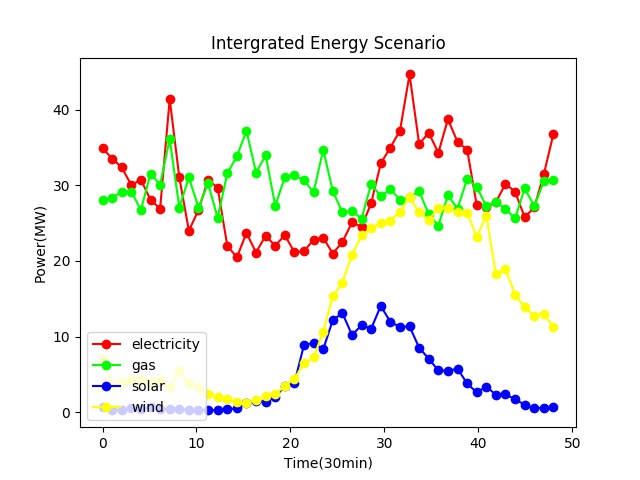 Intergrated Energy Scenario
Power(MW)
40
30
20
10
0
electricity
gas
solar
wind
0 10 20 30 40 50
Time(30min)